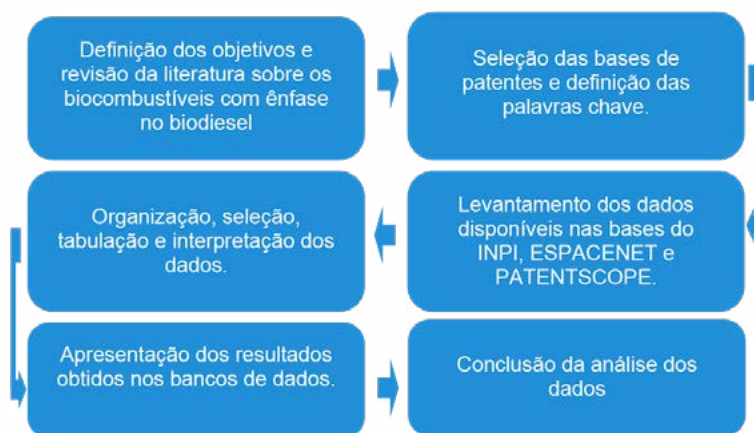 Definição dos objetivos e
revisão da literatura sobre os
biocombustíveis com ênfase
no biodiesel
Seleção das bases de
patentes e definição das
palavras chave.
Levantamento dos dados
disponíveis nas bases do
INPI, ESPACENET e
PATENTSCOPE.
Organização, seleção,
tabulação e interpretação dos
dados.
Apresentação dos resultados
obtidos nos bancos de dados.
Conclusão da análise dos
dados